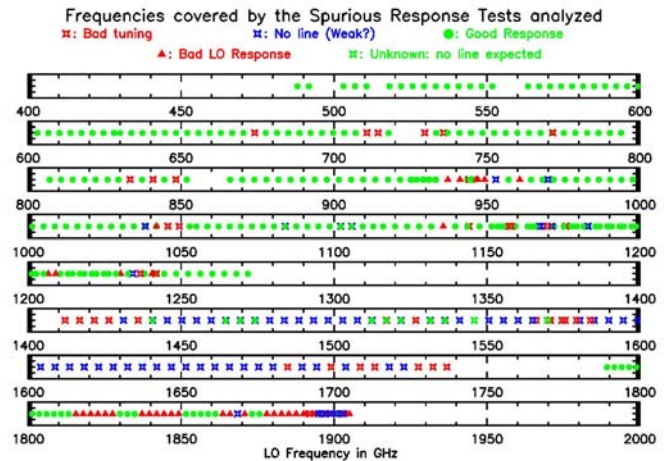 Frequencies covered by the Spurious Response Tests analyzed
: Bad tuning : No line (Weak?) : Good Response
: Bad LO Response : Unknown: no line expected
400 450 500 550 600
600 650 700 750 800
800 850 900 950 1000
1000 1050 1100 1150 1200
1200 1250 1300 1350 1400
1400 1450 1500 1550 1600
1600 1650 1700 1750 1800
1800 1850 1900 1950 2000
LO Frequency in GHz